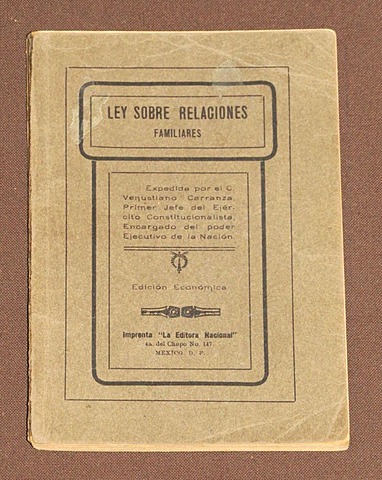 LEY SOBRE RELACIONES
FAMILIARES
Expedida por el C.
Venustiano Carranza,
Primer Jefe del Ejér-
cito Constitucionalista,
Encargado del poder
Ejecutivo de la Nación.
Edición Económica
Imprenta "La Editora Nacional"
4a. del Chopo No. 147
MEXICO. D. F.